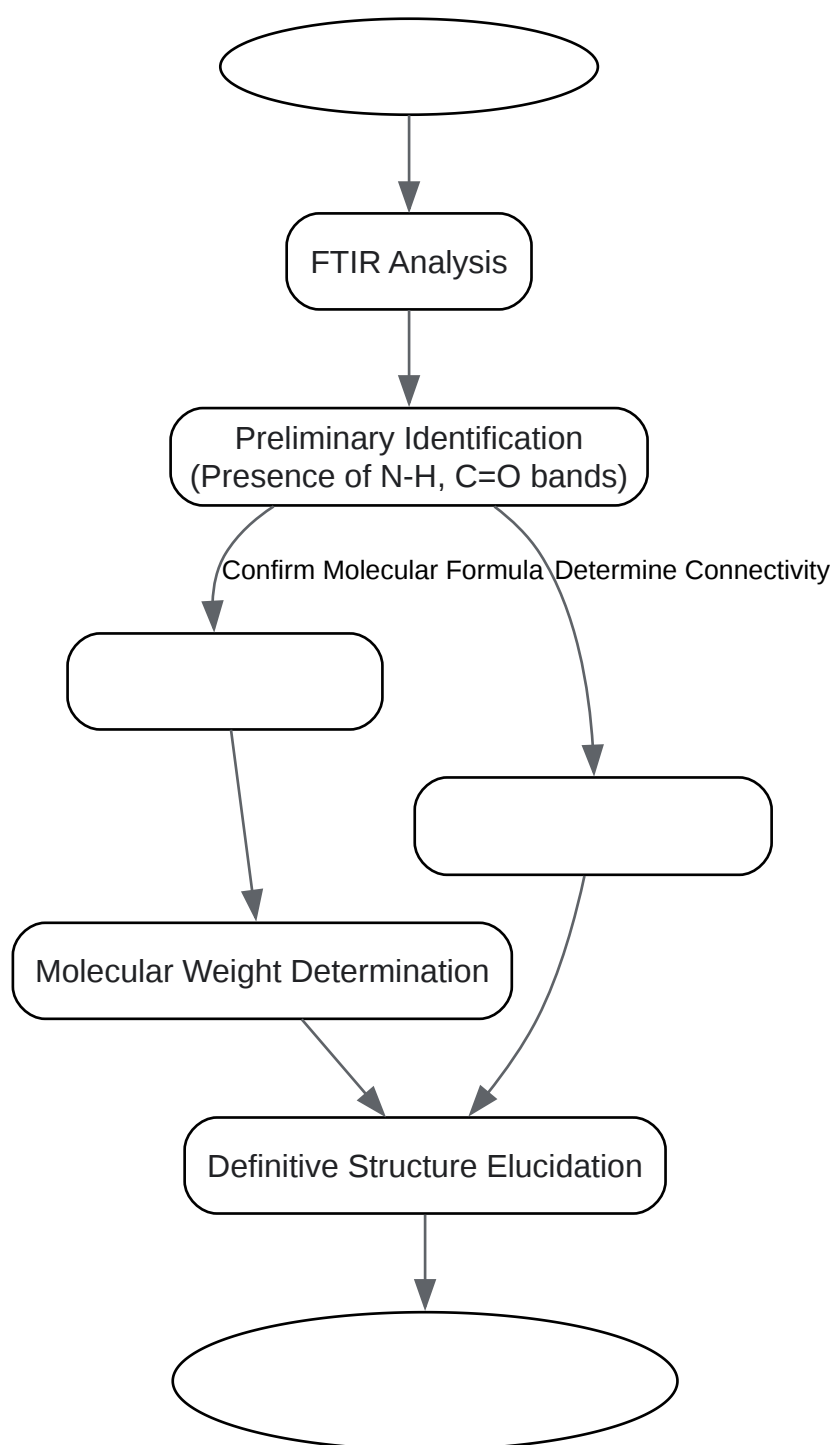 FTIR Analysis
Preliminary Identification
(Presence of N-H, C=O bands)
Confirm Molecular Formula
Determine Connectivity
Molecular Weight Determination
Definitive Structure Elucidation